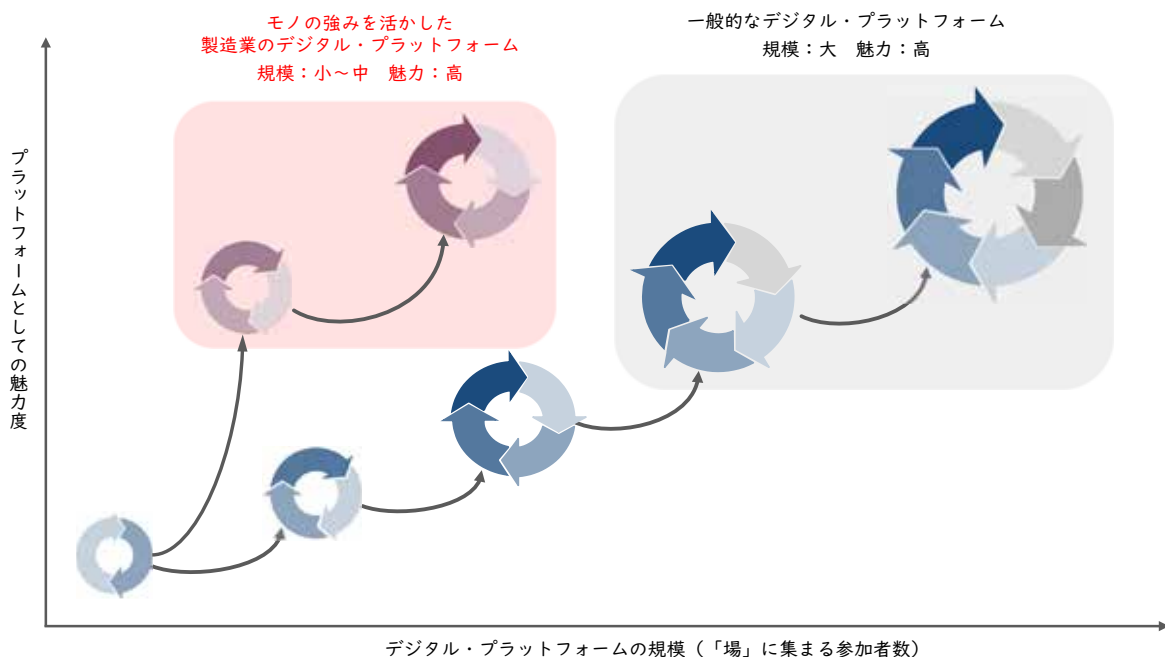 モノの強みを活かした
製造業のデジタル・プラットフォーム
規模：小～中　魅力：高
一般的なデジタル・プラットフォーム
規模：大　魅力：高
プラットフォームとしての魅力度
デジタル・プラットフォームの規模（「場」に集まる参加者数）